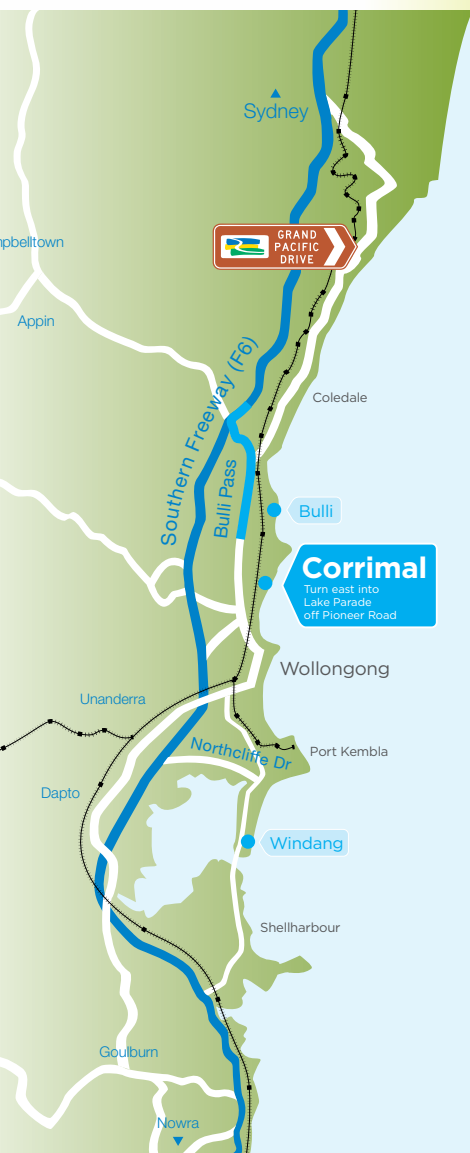 Sydney
GRAND
PACIFIC
DRIVE
npbelltown
Appin
Southern Freeway (F6)
Coledale
Bulli Pass
Bulli
Corrimal
Turn east into
Lake Parade
off Pioneer Road
Wollongong
Unanderra
Northcliffe Dr
Port Kembla
Dapto
Windang
Shellharbour
Goulburn
Nowra